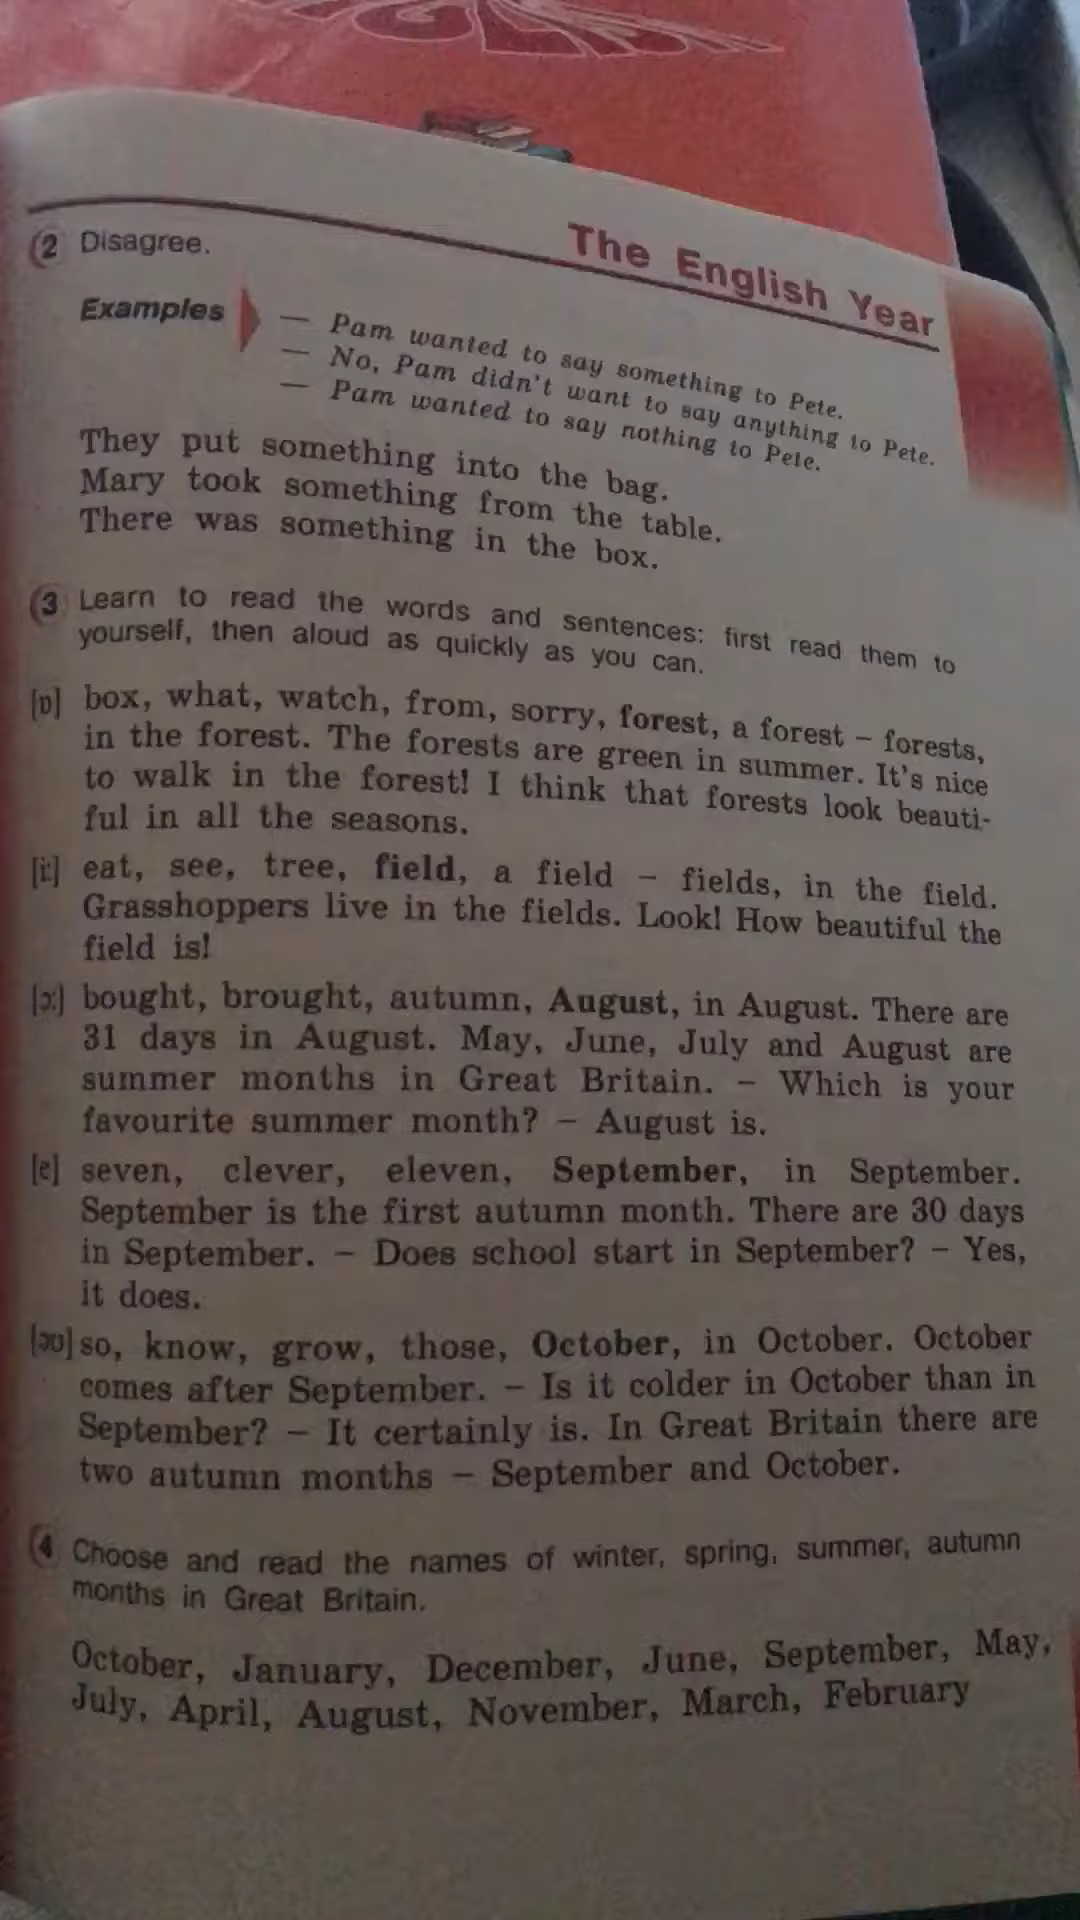 The English Year
2 Disagree.
Examples
— Pam wanted to say something to Pete.
— No, Pam didn't want to say anything to Pete.
— Pam wanted to say nothing to Pete.
They put something into the bag.
Mary took something from the table.
There was something in the box.
3 Learn to read the words and sentences: first read them to
yourself, then aloud as quickly as you can.
[ɒ] box, what, watch, from, sorry, forest, a forest – forests,
in the forest. The forests are green in summer. It's nice
to walk in the forest! I think that forests look beauti-
ful in all the seasons.
[iː] eat, see, tree, field, a field – fields, in the field.
Grasshoppers live in the fields. Look! How beautiful the
field is!
[ɔː] bought, brought, autumn, August, in August. There are
31 days in August. May, June, July and August are
summer months in Great Britain. – Which is your
favourite summer month? – August is.
[e] seven, clever, eleven, September, in September.
September is the first autumn month. There are 30 days
in September. – Does school start in September? – Yes,
it does.
[əʊ] so, know, grow, those, October, in October. October
comes after September. – Is it colder in October than in
September? – It certainly is. In Great Britain there are
two autumn months – September and October.
4 Choose and read the names of winter, spring, summer, autumn
months in Great Britain.
October, January, December, June, September, May,
July, April, August, November, March, February